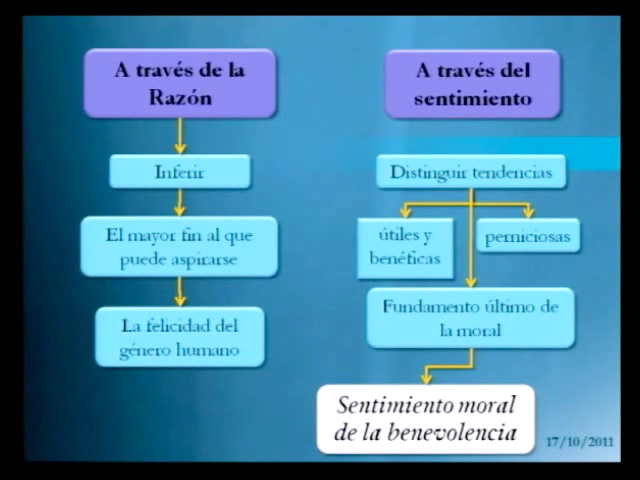 A través de la
Razón
Inferir
El mayor fin al que
puede aspirarse
La felicidad del
género humano
A través del
sentimiento
Distinguir tendencias
útiles y
benéficas
perniciosas
Fundamento último de
la moral
Sentimiento moral
de la benevolencia
17/10/2011